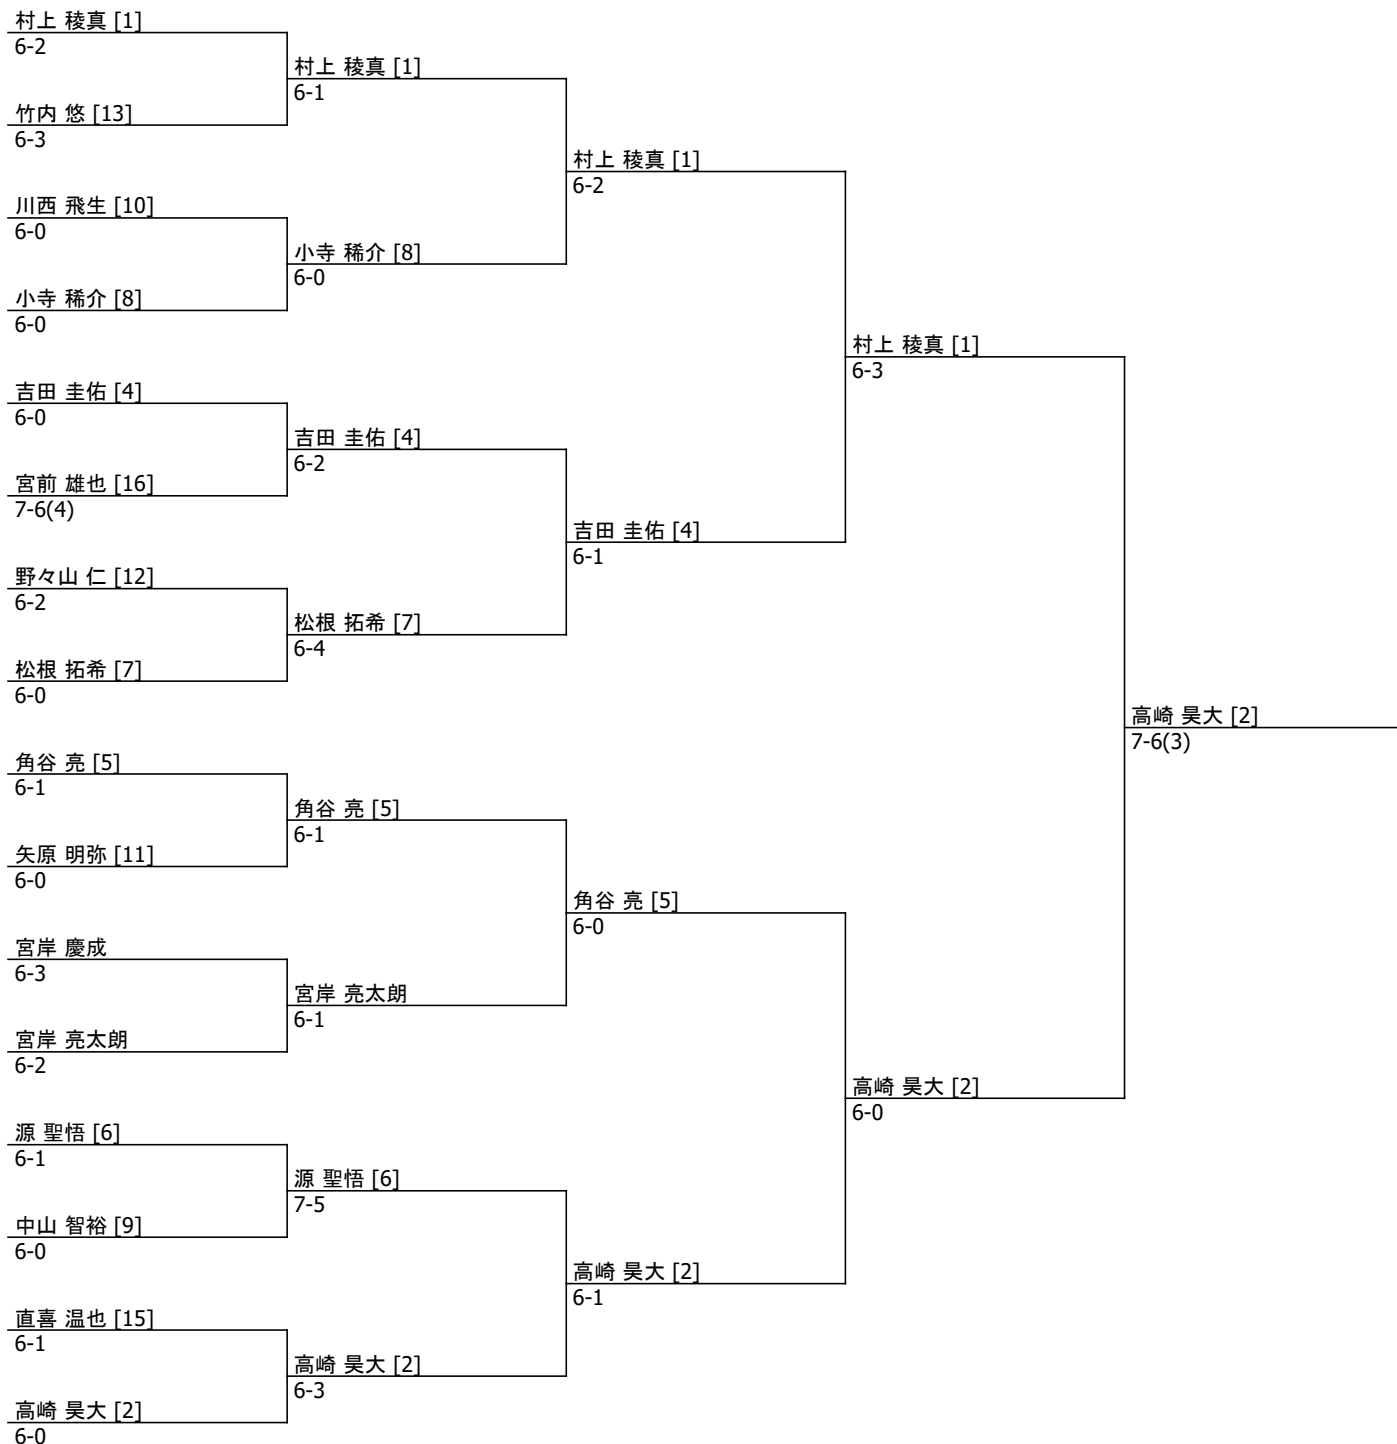 村上 稜真 [1]
6-2
竹内 悠 [13]
6-3
川西 飛生 [10]
6-0
小寺 稀介 [8]
6-0
吉田 圭佑 [4]
6-0
宮前 雄也 [16]
7-6(4)
野々山 仁 [12]
6-2
松根 拓希 [7]
6-0
角谷 亮 [5]
6-1
矢原 明弥 [11]
6-0
宮岸 慶成
6-3
宮岸 亮太朗
6-2
源 聖悟 [6]
6-1
中山 智裕 [9]
6-0
直喜 温也 [15]
6-1
高崎 昊大 [2]
6-0
村上 稜真 [1]
6-1
小寺 稀介 [8]
6-0
吉田 圭佑 [4]
6-2
松根 拓希 [7]
6-4
角谷 亮 [5]
6-1
宮岸 亮太朗
6-1
源 聖悟 [6]
7-5
高崎 昊大 [2]
6-3
村上 稜真 [1]
6-2
吉田 圭佑 [4]
6-1
角谷 亮 [5]
6-0
高崎 昊大 [2]
6-1
村上 稜真 [1]
6-3
高崎 昊大 [2]
6-0
高崎 昊大 [2]
7-6(3)